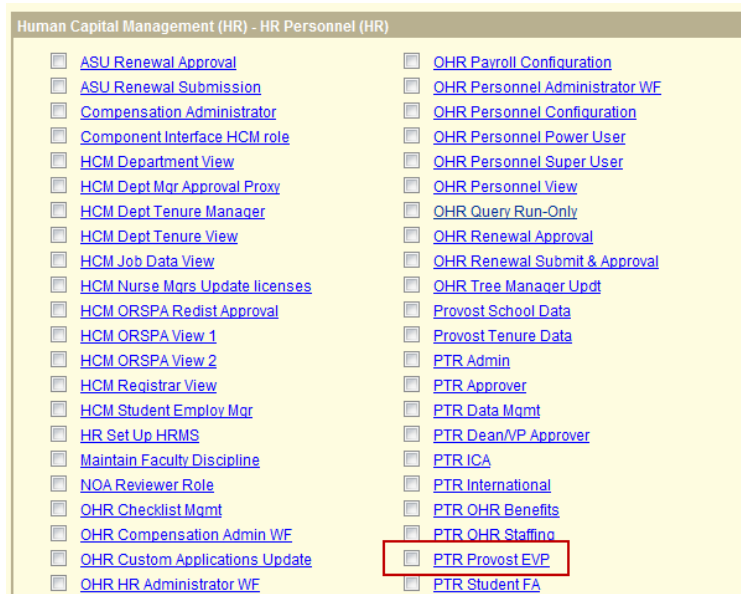 Human Capital Management (HR) - HR Personnel (HR)
ASU Renewal Approval
ASU Renewal Submission
Compensation Administrator
Component Interface HCM role
HCM Department View
HCM Dept Mgr Approval Proxy
HCM Dept Tenure Manager
HCM Dept Tenure View
HCM Job Data View
HCM Nurse Mgrs Update licenses
HCM ORSPA Redist Approval
HCM ORSPA View 1
HCM ORSPA View 2
HCM Registrar View
HCM Student Employ Mgr
HR Set Up HRMS
Maintain Faculty Discipline
NOA Reviewer Role
OHR Checklist Mgmt
OHR Compensation Admin WF
OHR Custom Applications Update
OHR HR Administrator WF
OHR Payroll Configuration
OHR Personnel Administrator WF
OHR Personnel Configuration
OHR Personnel Power User
OHR Personnel Super User
OHR Personnel View
OHR Query Run-Only
OHR Renewal Approval
OHR Renewal Submit & Approval
OHR Tree Manager Updt
Provost School Data
Provost Tenure Data
PTR Admin
PTR Approver
PTR Data Mgmt
PTR Dean/VP Approver
PTR ICA
PTR International
PTR OHR Benefits
PTR OHR Staffing
PTR Provost EVP
PTR Student FA